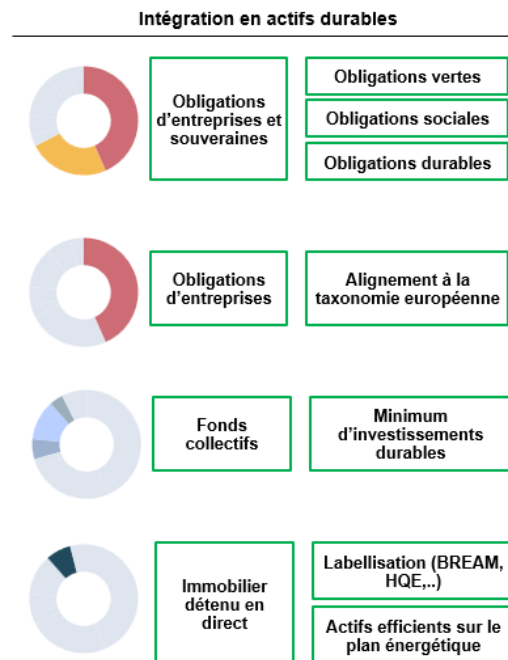 Intégration en actifs durables
Obligations
d’entreprises et
souveraines
Obligations vertes
Obligations sociales
Obligations durables
Obligations
d’entreprises
Alignement à la
taxonomie européenne
Fonds
collectifs
Minimum
d’investissements
durables
Immobilier
détenu en
direct
Labellisation (BREAM,
HQE,..)
Actifs efficients sur le
plan énergétique